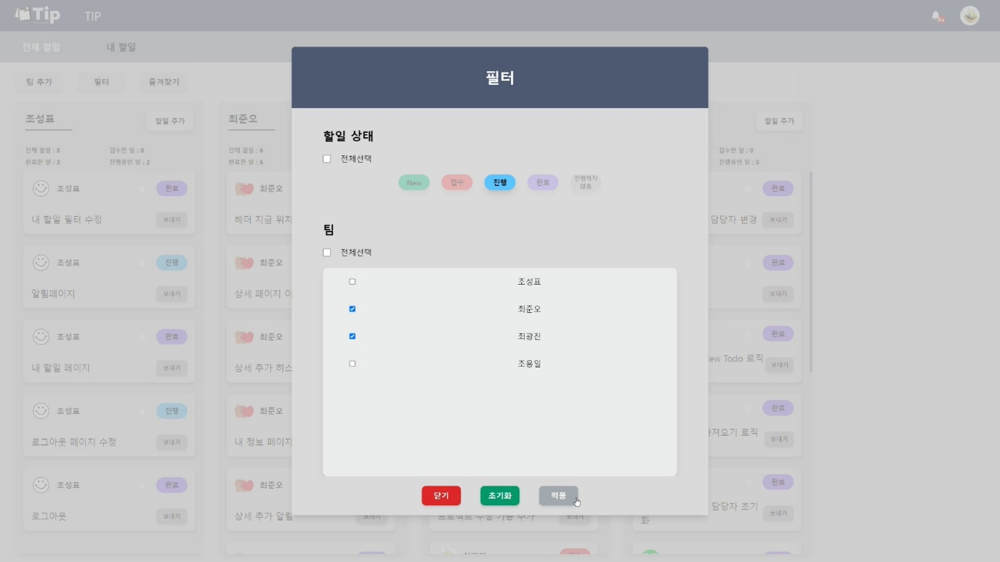 Tip TIP
전체 할일 내 할일
팀 추가 필터 즐겨찾기
필터
할일 상태
전체선택
New 접수 진행 완료 진행하지
않음
팀
전체선택
조성표
최준오
최광진
조용일
닫기 초기화 적용
조성표 할일 추가
전체 할일 : 5 접수한 일 : 0
완료한 일 : 3 진행중인 일 : 2
조성표 완료
내 할일 필터 수정 보내기
조성표 진행
알림페이지 보내기
조성표 완료
내 할일 페이지 보내기
조성표 진행
로그아웃 페이지 수정 보내기
조성표 완료
로그아웃 보내기
최준오
전체 할일 : 6
완료한 일 : 6
최준오
헤더 지금 위치
최준오
상세 페이지 이
최준오
상세 추가 히스
최준오
내 정보 페이지
최준오
상세 추가 알림 보내기
프로젝트 수정 기능 추가 보내기
할일 추가
접수한 일 : 0
진행중인 일 : 0
완료
담당자 변경 보내기
완료
보내기
완료
ew Todo 로직 보내기
완료
가져오기 로직 보내기
완료
담당자 초기
화 보내기